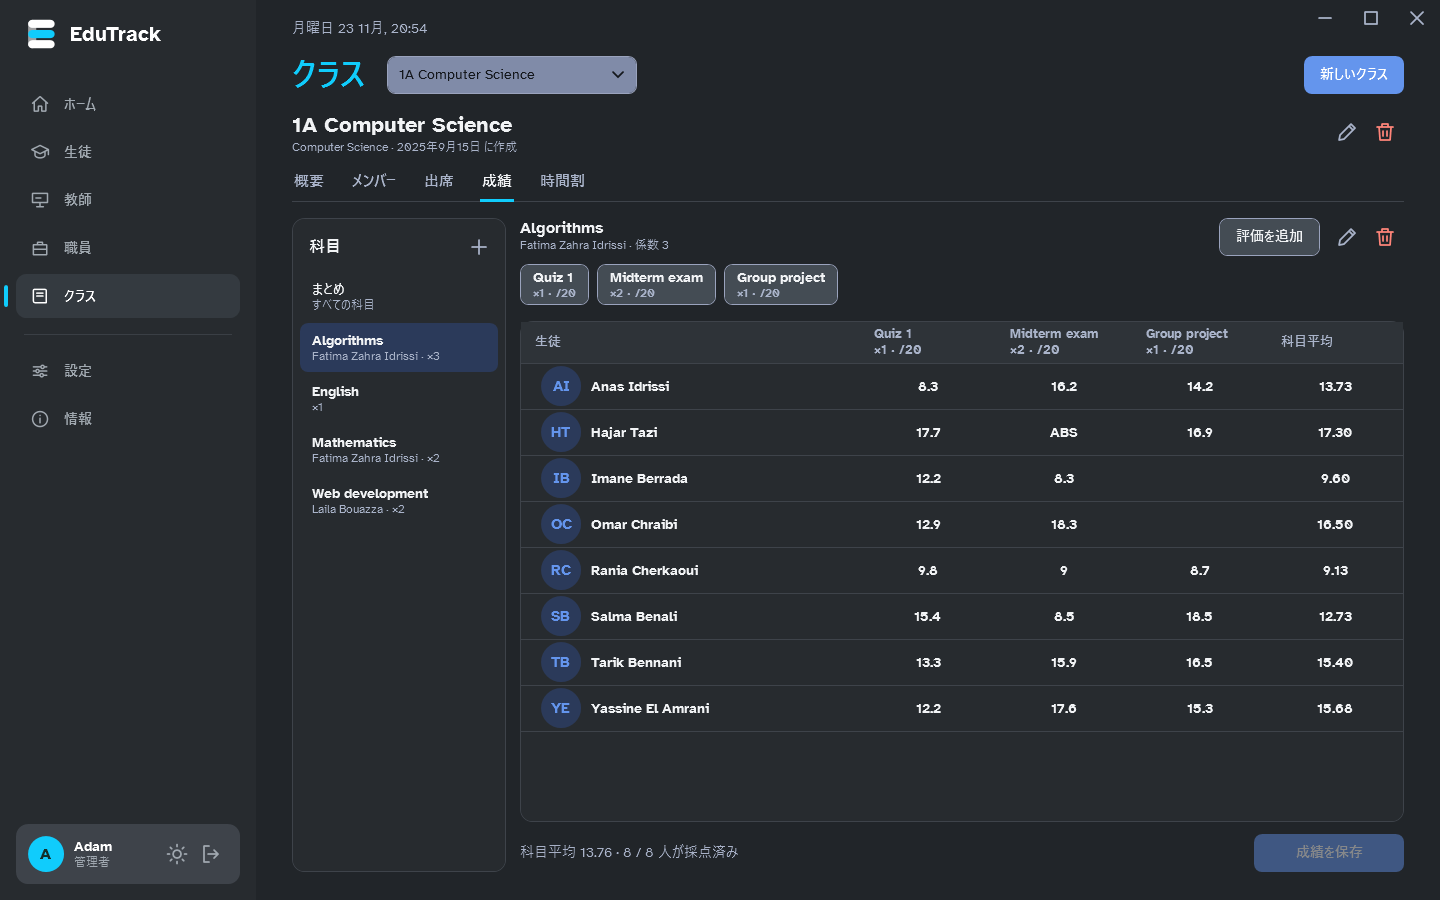 EduTrack
ホーム
生徒
教師
職員
クラス
設定
情報
A
Adam
管理者
月曜日 23 11月, 20:54
クラス
1A Computer Science
新しいクラス
1A Computer Science
Computer Science · 2025年9月15日 に作成
概要 メンバー 出席 成績 時間割
科目
まとめ
すべての科目
Algorithms
Fatima Zahra Idrissi · ×3
English
×1
Mathematics
Fatima Zahra Idrissi · ×2
Web development
Laila Bouazza · ×2
Algorithms
Fatima Zahra Idrissi · 係数 3
評価を追加
Quiz 1
×1 · /20
Midterm exam
×2 · /20
Group project
×1 · /20
生徒
Quiz 1
×1 · /20
Midterm exam
×2 · /20
Group project
×1 · /20
科目平均
AI Anas Idrissi 8.3 16.2 14.2 13.73
HT Hajar Tazi 17.7 ABS 16.9 17.30
IB Imane Berrada 12.2 8.3 9.60
OC Omar Chraibi 12.9 18.3 16.50
RC Rania Cherkaoui 9.8 9 8.7 9.13
SB Salma Benali 15.4 8.5 18.5 12.73
TB Tarik Bennani 13.3 15.9 16.5 15.40
YE Yassine El Amrani 12.2 17.6 15.3 15.68
科目平均 13.76 · 8 / 8 人が採点済み
成績を保存